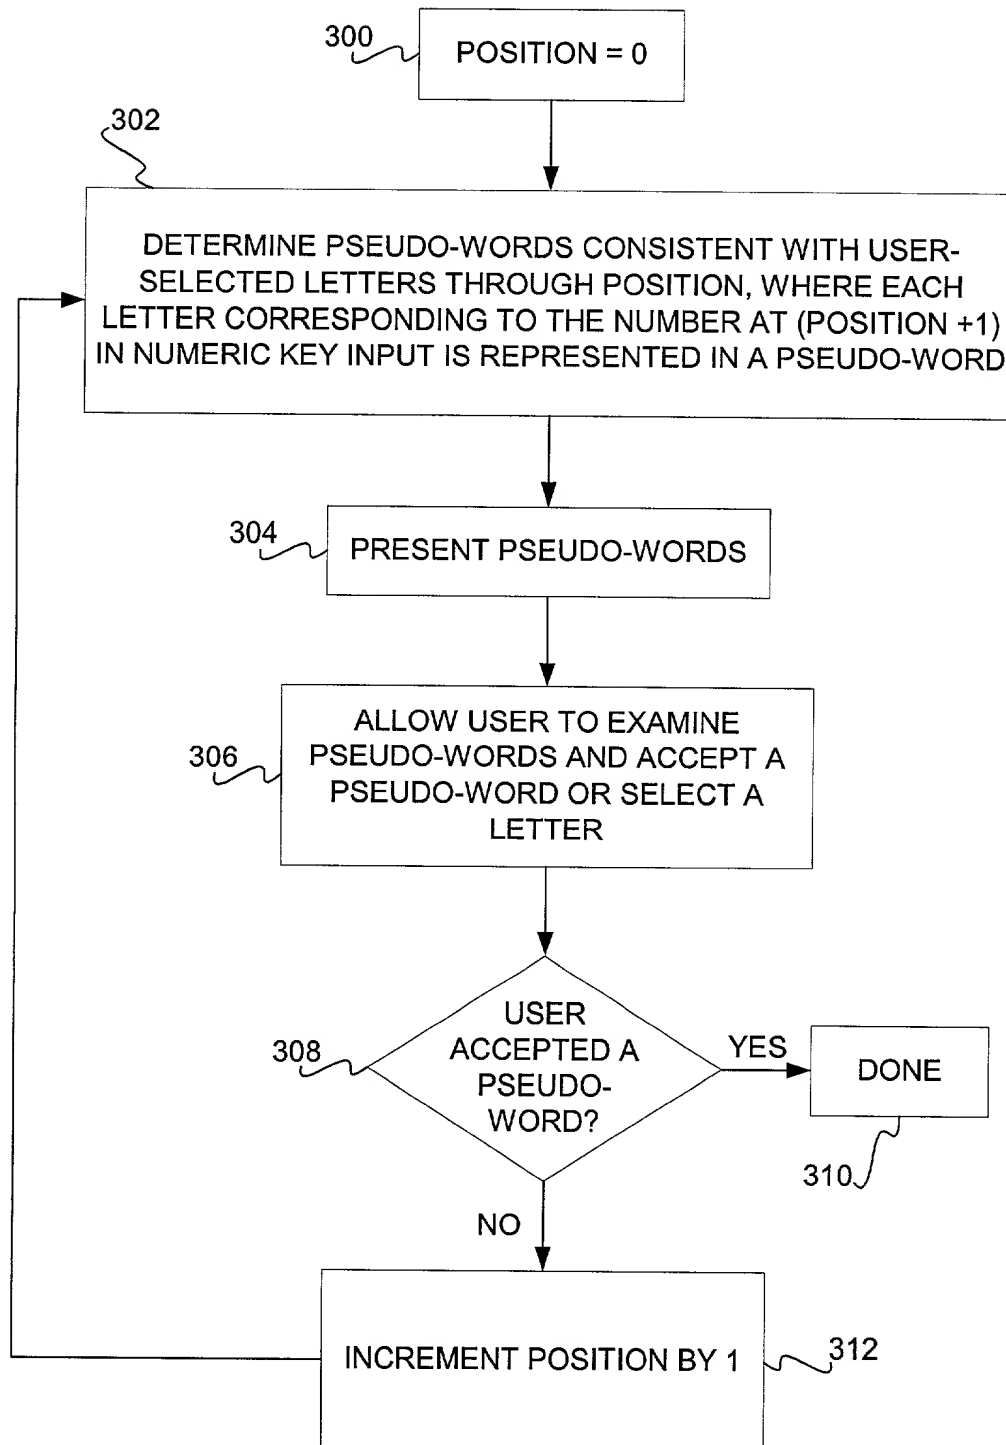 300
POSITION = 0
302
DETERMINE PSEUDO-WORDS CONSISTENT WITH USER-
SELECTED LETTERS THROUGH POSITION, WHERE EACH
LETTER CORRESPONDING TO THE NUMBER AT (POSITION +1)
IN NUMERIC KEY INPUT IS REPRESENTED IN A PSEUDO-WORD
304
PRESENT PSEUDO-WORDS
306
ALLOW USER TO EXAMINE
PSEUDO-WORDS AND ACCEPT A
PSEUDO-WORD OR SELECT A
LETTER
308
USER
ACCEPTED A
PSEUDO-
WORD?
YES
DONE
310
NO
INCREMENT POSITION BY 1
312